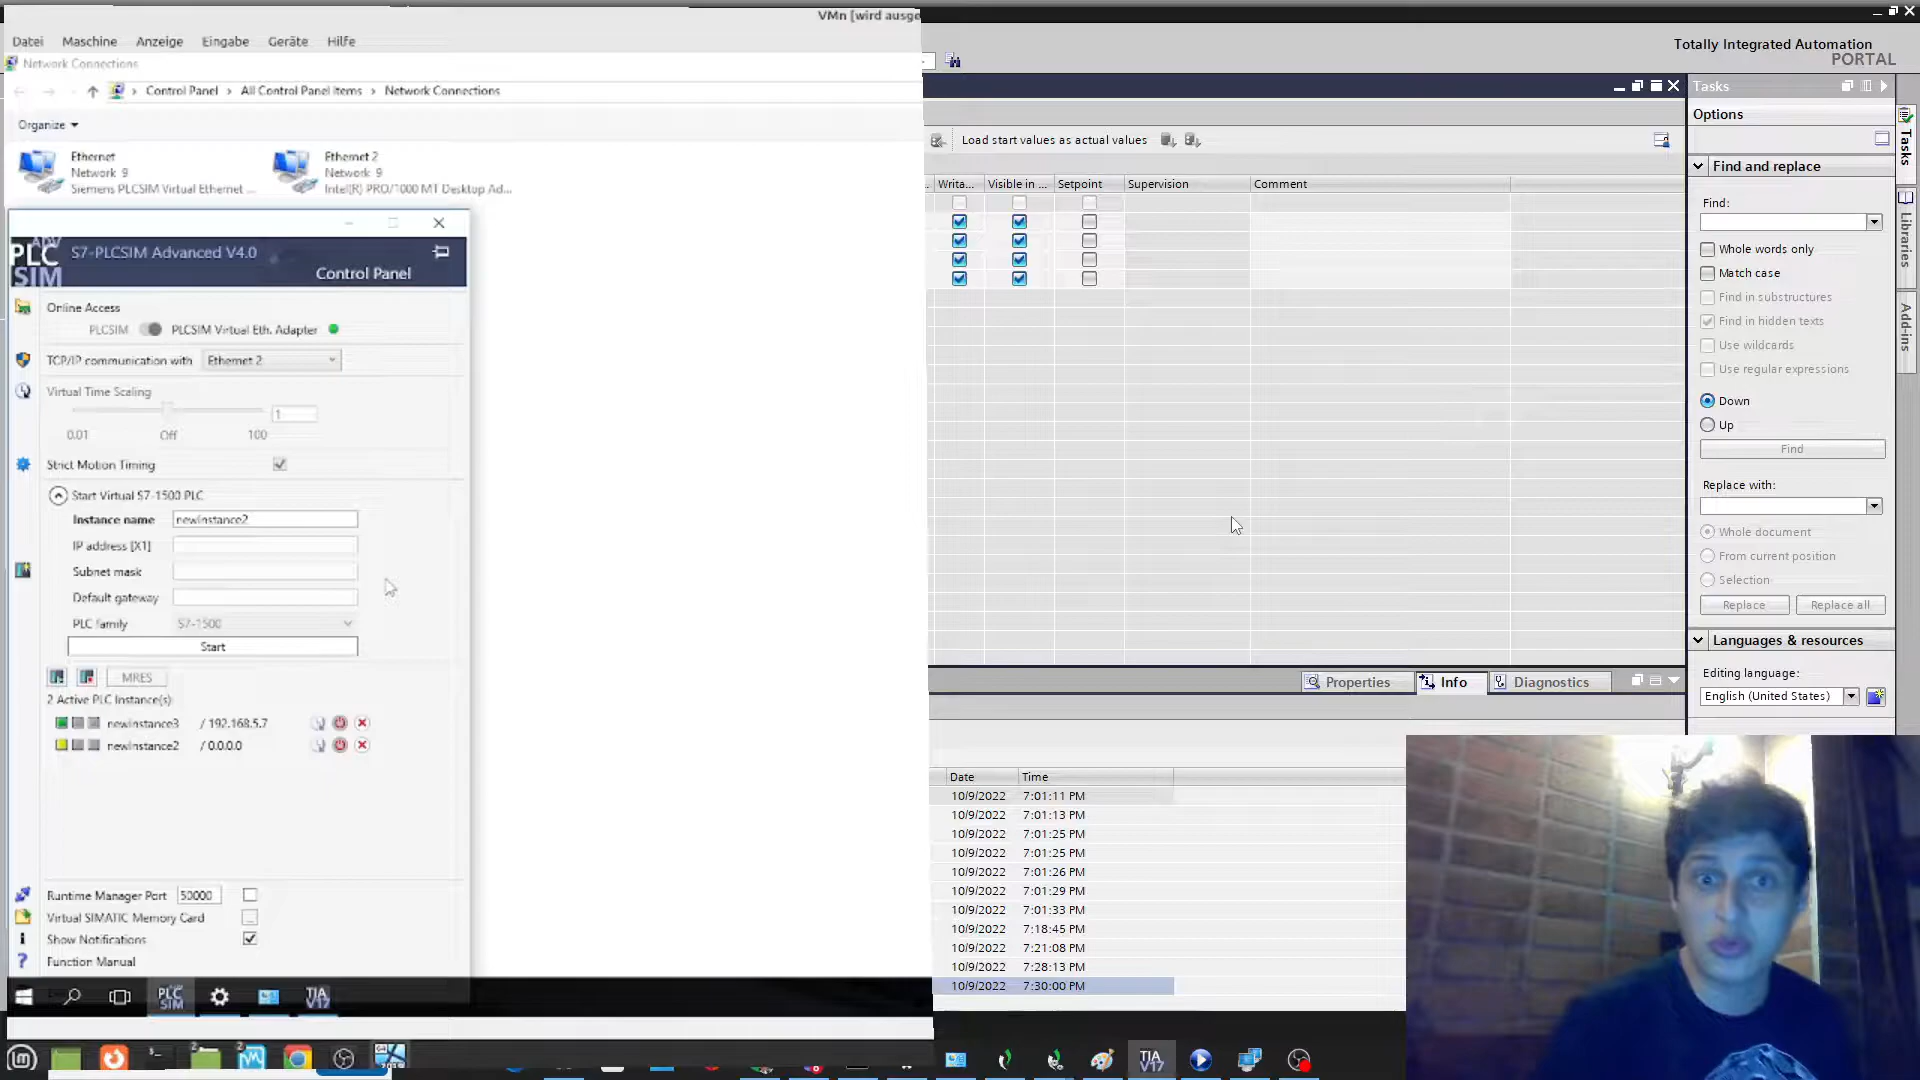 VMn [wird ausge
Datei Maschine Anzeige Eingabe Geräte Hilfe
Network Connections
Control Panel › All Control Panel Items › Network Connections
Organize
Ethernet
Network 9
Siemens PLCSIM Virtual Ethernet ...
Ethernet 2
Network 9
Intel(R) PRO/1000 MT Desktop Ad...
PLC
SIM
ADV
S7-PLCSIM Advanced V4.0
Control Panel
Online Access
PLCSIM PLCSIM Virtual Eth. Adapter
TCP/IP communication with Ethernet 2
Virtual Time Scaling
1
0.01 Off 100
Strict Motion Timing
Start Virtual S7-1500 PLC
Instance name newinstance2
IP address [X1]
Subnet mask
Default gateway
PLC family S7-1500
Start
MRES
2 Active PLC Instance(s)
newinstance3 / 192.168.5.7
newinstance2 / 0.0.0.0
Runtime Manager Port 50000
Virtual SIMATIC Memory Card
...
Show Notifications
Function Manual
PLC
SIM
TIA
V17
Totally Integrated Automation
PORTAL
Load start values as actual values
Writa... Visible in ... Setpoint Supervision Comment
Properties Info Diagnostics
Date Time
10/9/2022 7:01:11 PM
10/9/2022 7:01:13 PM
10/9/2022 7:01:25 PM
10/9/2022 7:01:25 PM
10/9/2022 7:01:26 PM
10/9/2022 7:01:29 PM
10/9/2022 7:01:33 PM
10/9/2022 7:18:45 PM
10/9/2022 7:21:08 PM
10/9/2022 7:28:13 PM
10/9/2022 7:30:00 PM
TIA
V17
Tasks
Options
Find and replace
Find:
Whole words only
Match case
Find in substructures
Find in hidden texts
Use wildcards
Use regular expressions
Down
Up
Find
Replace with:
Whole document
From current position
Selection
Replace Replace all
Languages & resources
Editing language:
English (United States)
Tasks
Libraries
Add-ins